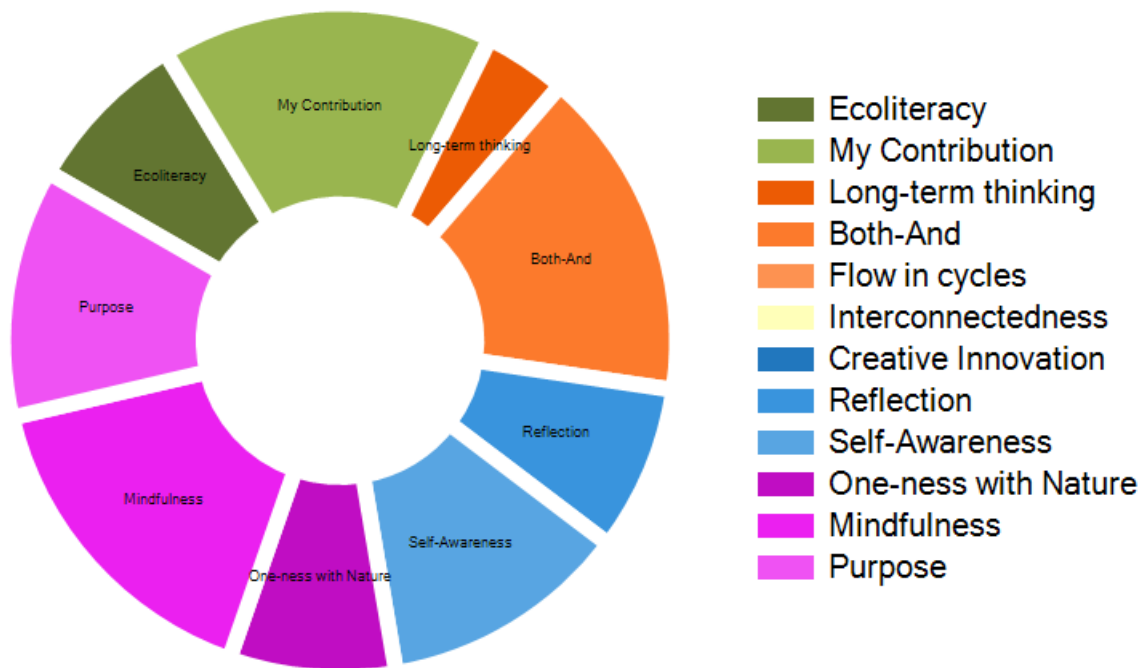 My Contribution
Long-term thinking
Ecoliteracy
Both-And
Purpose
Reflection
Mindfulness
Self-Awareness
One-ness with Nature
Ecoliteracy
My Contribution
Long-term thinking
Both-And
Flow in cycles
Interconnectedness
Creative Innovation
Reflection
Self-Awareness
One-ness with Nature
Mindfulness
Purpose